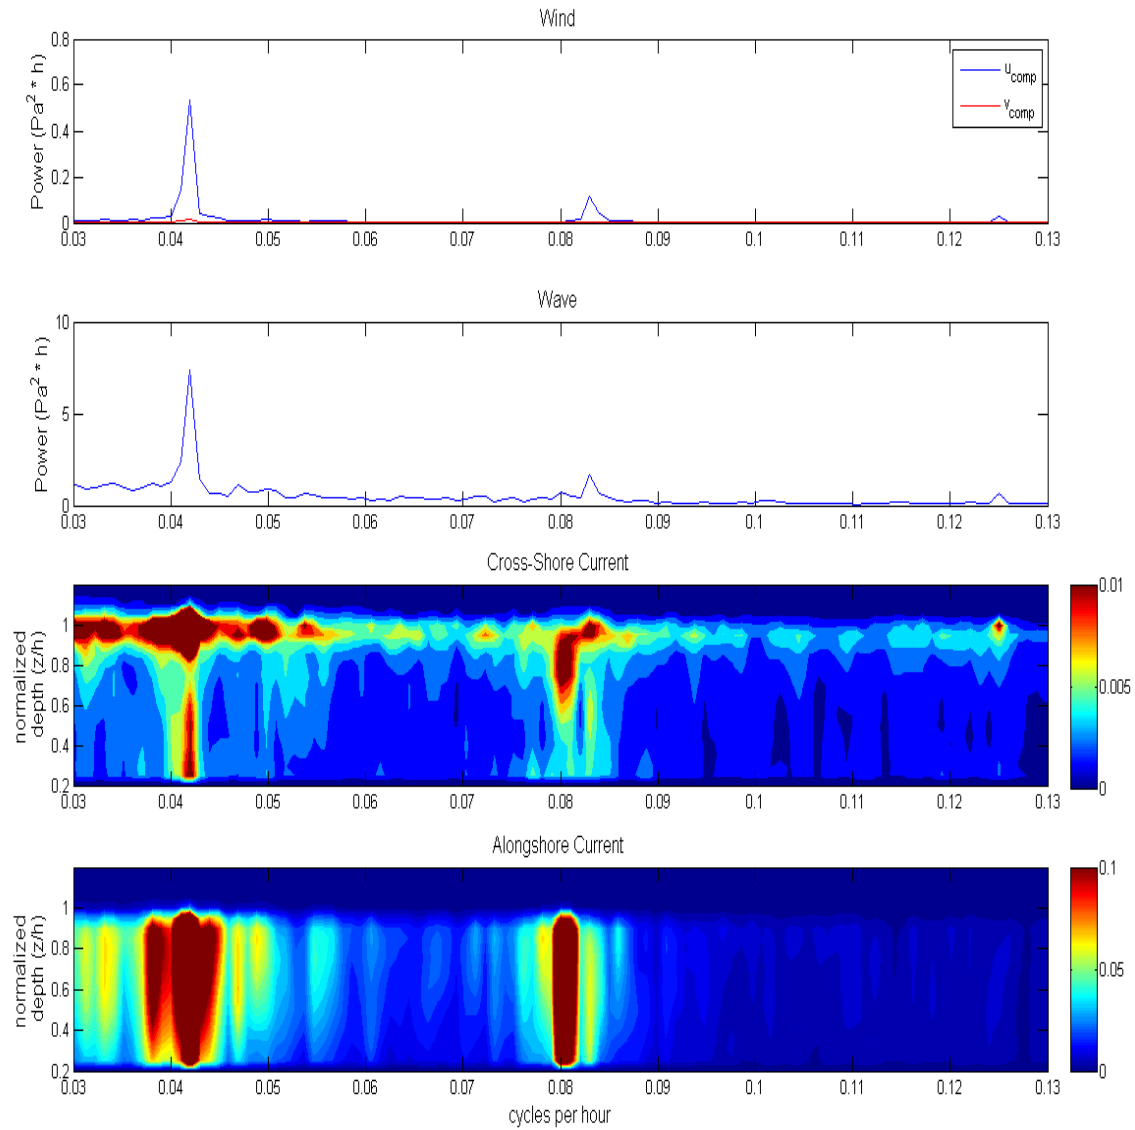 Wind
Power (Pa² * h)
0.8
0.6
0.4
0.2
0
u_comp
v_comp
0.03 0.04 0.05 0.06 0.07 0.08 0.09 0.1 0.11 0.12 0.13
Wave
Power (Pa² * h)
10
5
0
0.03 0.04 0.05 0.06 0.07 0.08 0.09 0.1 0.11 0.12 0.13
Cross-Shore Current
normalized
depth (z/h)
1
0.8
0.6
0.4
0.2
0.03 0.04 0.05 0.06 0.07 0.08 0.09 0.1 0.11 0.12 0.13
0.01
0.005
0
Alongshore Current
normalized
depth (z/h)
1
0.8
0.6
0.4
0.2
0.03 0.04 0.05 0.06 0.07 0.08 0.09 0.1 0.11 0.12 0.13
0.1
0.05
0
cycles per hour